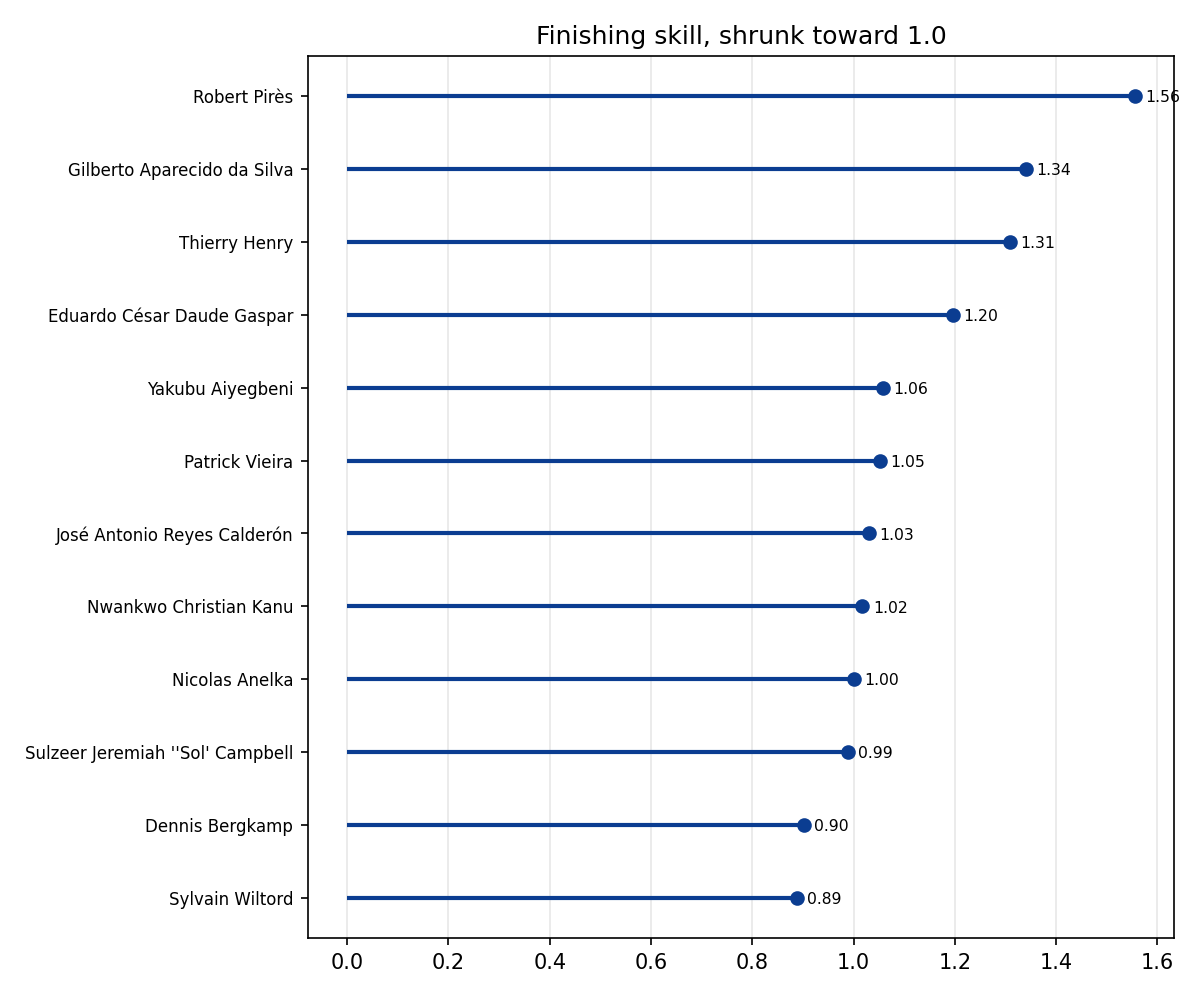 Finishing skill, shrunk toward 1.0
Robert Pirès 1.56
Gilberto Aparecido da Silva 1.34
Thierry Henry 1.31
Eduardo César Daude Gaspar 1.20
Yakubu Aiyegbeni 1.06
Patrick Vieira 1.05
José Antonio Reyes Calderón 1.03
Nwankwo Christian Kanu 1.02
Nicolas Anelka 1.00
Sulzeer Jeremiah ''Sol' Campbell 0.99
Dennis Bergkamp 0.90
Sylvain Wiltord 0.89
0.0 0.2 0.4 0.6 0.8 1.0 1.2 1.4 1.6